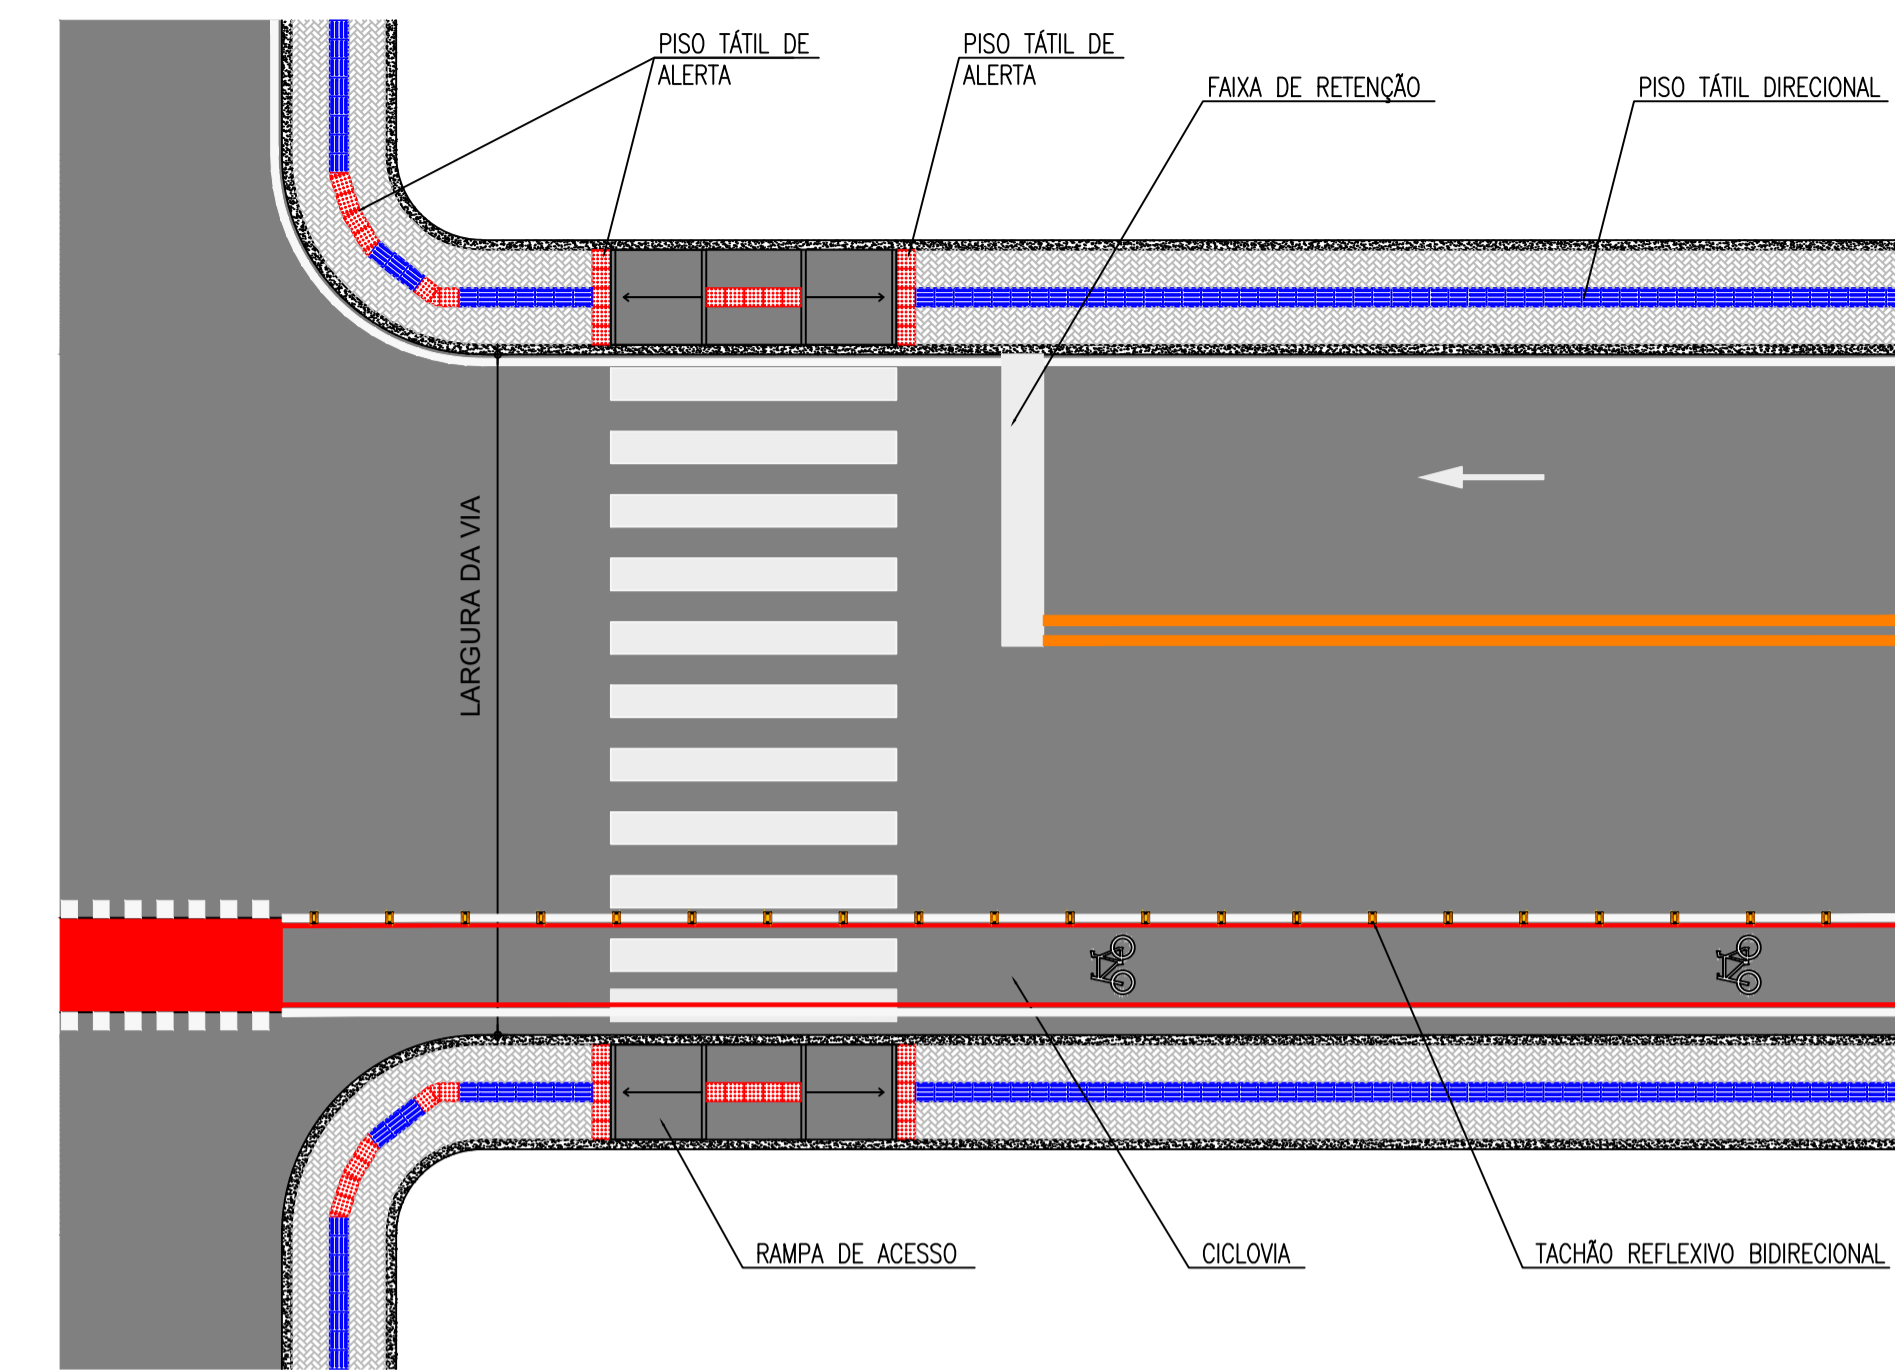 PISO TÁTIL DE
ALERTA
PISO TÁTIL DE
ALERTA
FAIXA DE RETENÇÃO
PISO TÁTIL DIRECIONAL
LARGURA DA VIA
RAMPA DE ACESSO
CICLOVIA
TACHÃO REFLEXIVO BIDIRECIONAL